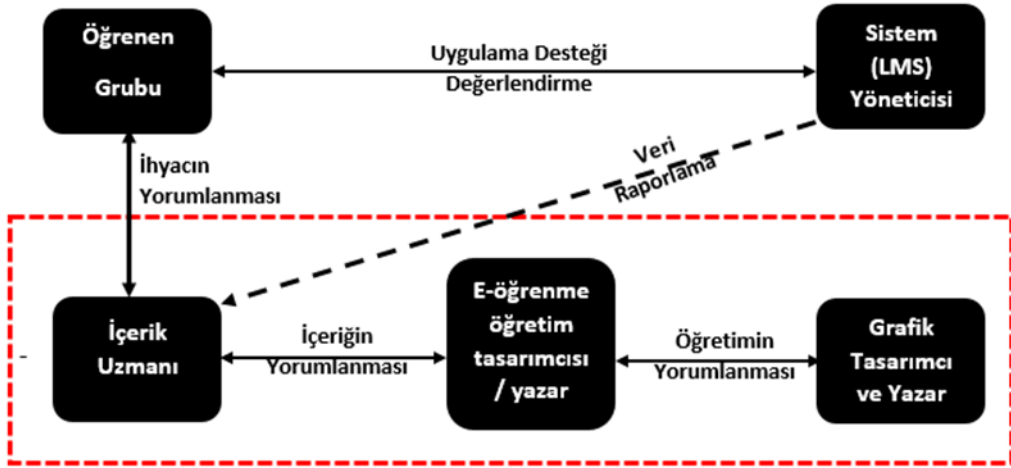 Öğrenen
Grubu
Uygulama Desteği
Değerlendirme
Sistem
(LMS)
Yöneticisi
İhyacın
Yorumlanması
Veri
Raporlama
İçerik
Uzmanı
İçeriğin
Yorumlanması
E-öğrenme
öğretim
tasarımcısı
/ yazar
Öğretimin
Yorumlanması
Grafik
Tasarımcı
ve Yazar